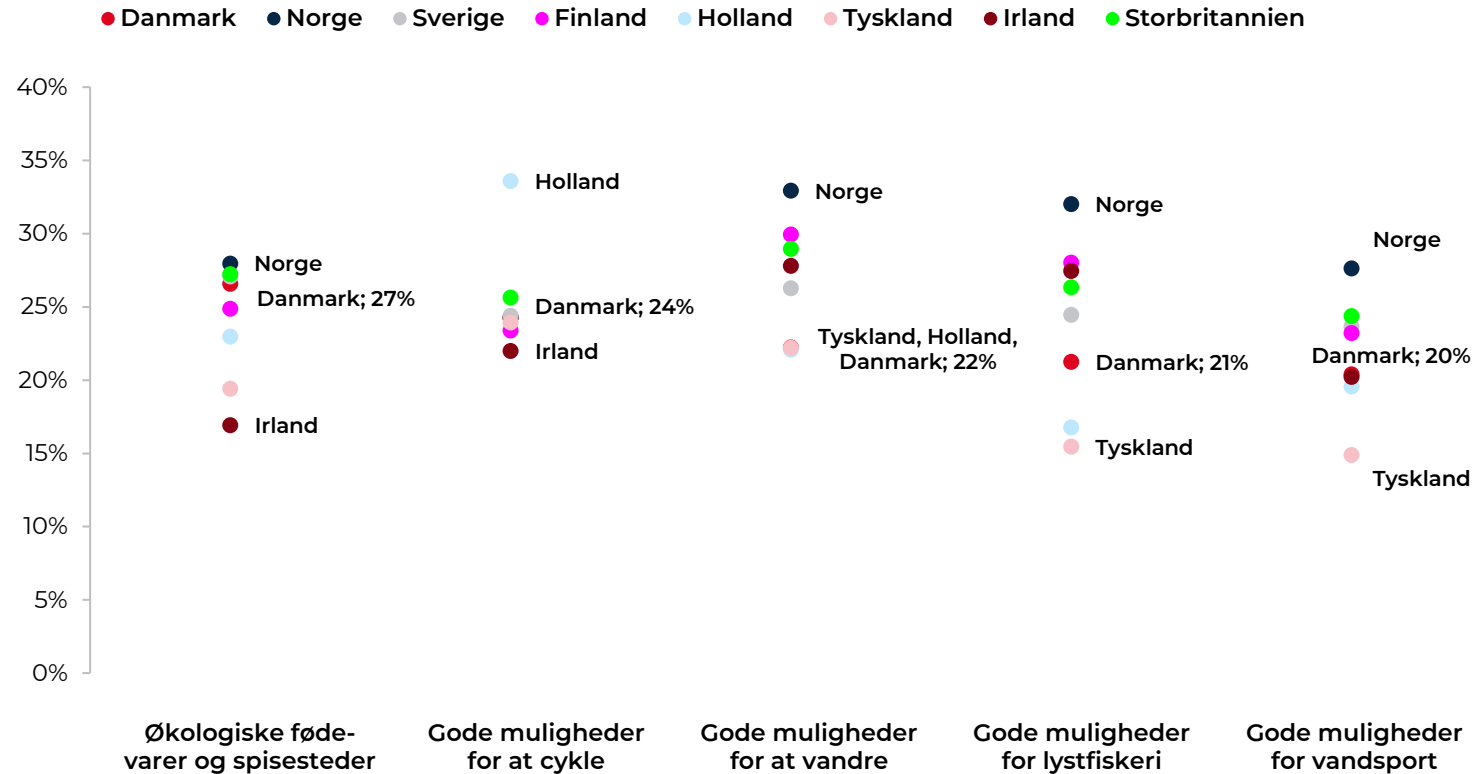 Danmark Norge Sverige Finland Holland Tyskland Irland Storbritannien
40%
35%
30%
25%
20%
15%
10%
5%
0%
Norge
Danmark; 27%
Irland
Holland
Danmark; 24%
Irland
Norge
Tyskland, Holland,
Danmark; 22%
Norge
Danmark; 21%
Tyskland
Norge
Danmark; 20%
Tyskland
Økologiske føde-
varer og spisesteder
Gode muligheder
for at cykle
Gode muligheder
for at vandre
Gode muligheder
for lystfiskeri
Gode muligheder
for vandsport